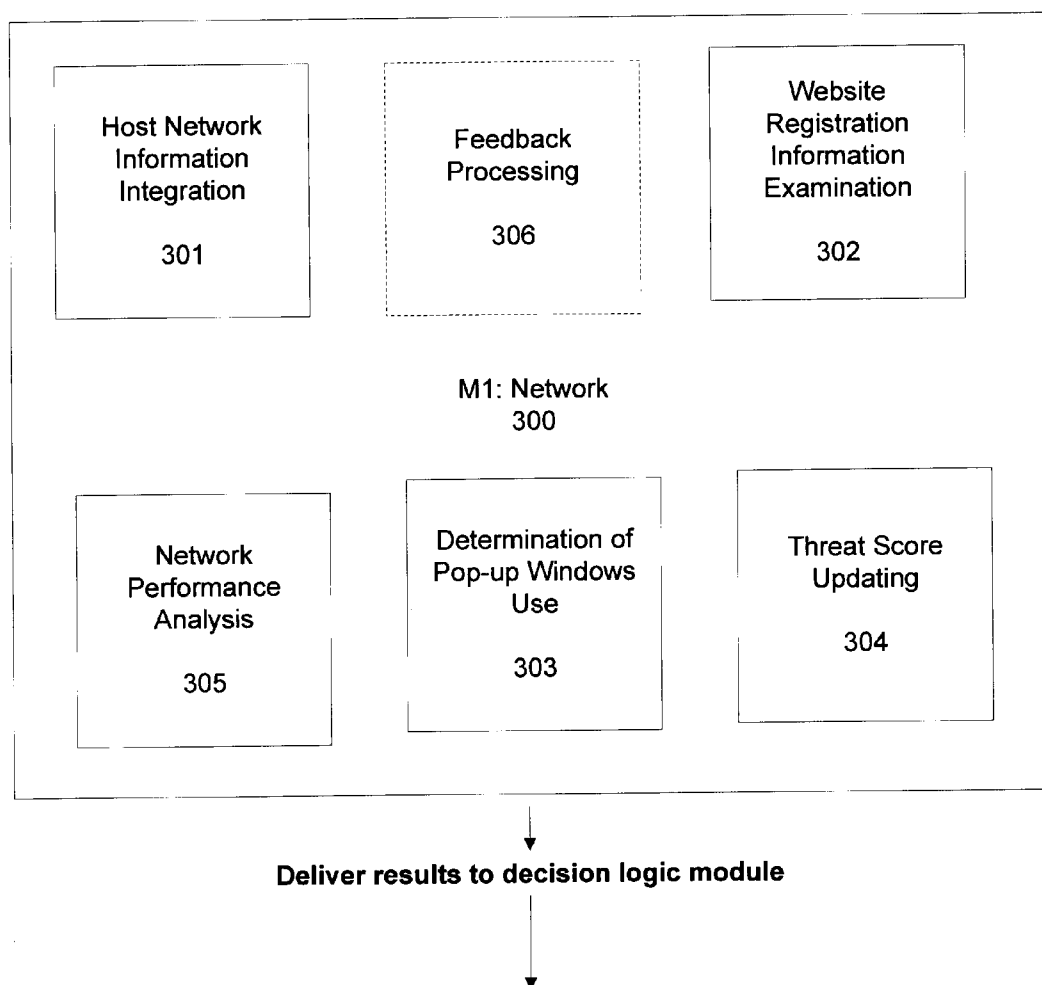 Host Network
Information
Integration
301
Feedback
Processing
306
Website
Registration
Information
Examination
302
M1: Network
300
Network
Performance
Analysis
305
Determination of
Pop-up Windows
Use
303
Threat Score
Updating
304
Deliver results to decision logic module